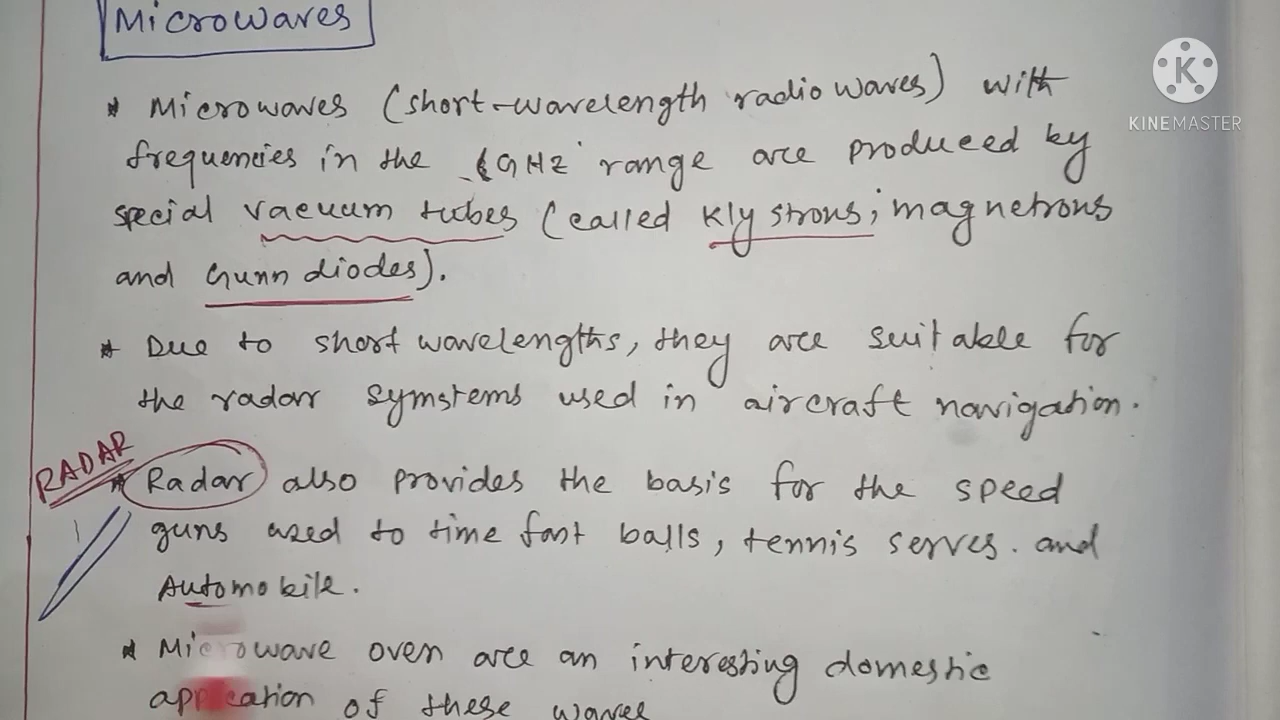 Microwaves
K
KINEMASTER
* Microwaves (short-wavelength radio waves) with
frequencies in the GHz range are produced by
special vacuum tubes (called klystrons, magnetrons
and Gunn diodes).
* Due to short wavelengths, they are suitable for
the radar symstems used in aircraft navigation.
RADAR
* Radar also provides the basis for the speed
guns used to time fast balls, tennis serves. and
Automobile.
* Microwave oven are an interesting domestic
application of these waves